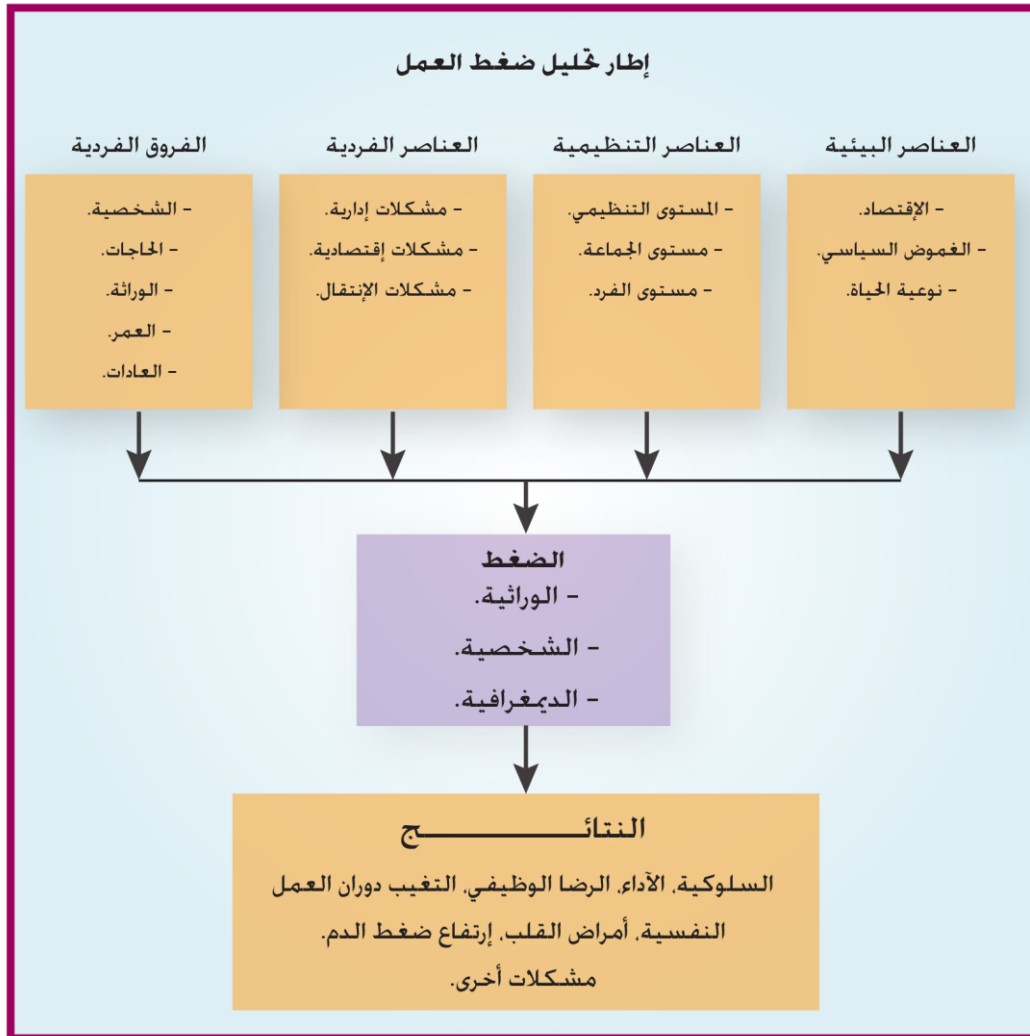 إطار تحليل ضغط العمل
العناصر البيئية
- الإقتصاد.
- الغموض السياسي.
- نوعية الحياة.
العناصر التنظيمية
- المستوى التنظيمي.
- مستوى الجماعة.
- مستوى الفرد.
العناصر الفردية
- مشكلات إدارية.
- مشكلات إقتصادية.
- مشكلات الإنتقال.
الفروق الفردية
- الشخصية.
- الحاجات.
- الوراثة.
- العمر.
- العادات.
الضغط
- الوراثية.
- الشخصية.
- الديمغرافية.
النتائـــــــــــج
السلوكية، الآداء، الرضا الوظيفي، التغيب دوران العمل
النفسية، أمراض القلب، إرتفاع ضغط الدم.
مشكلات أخرى.